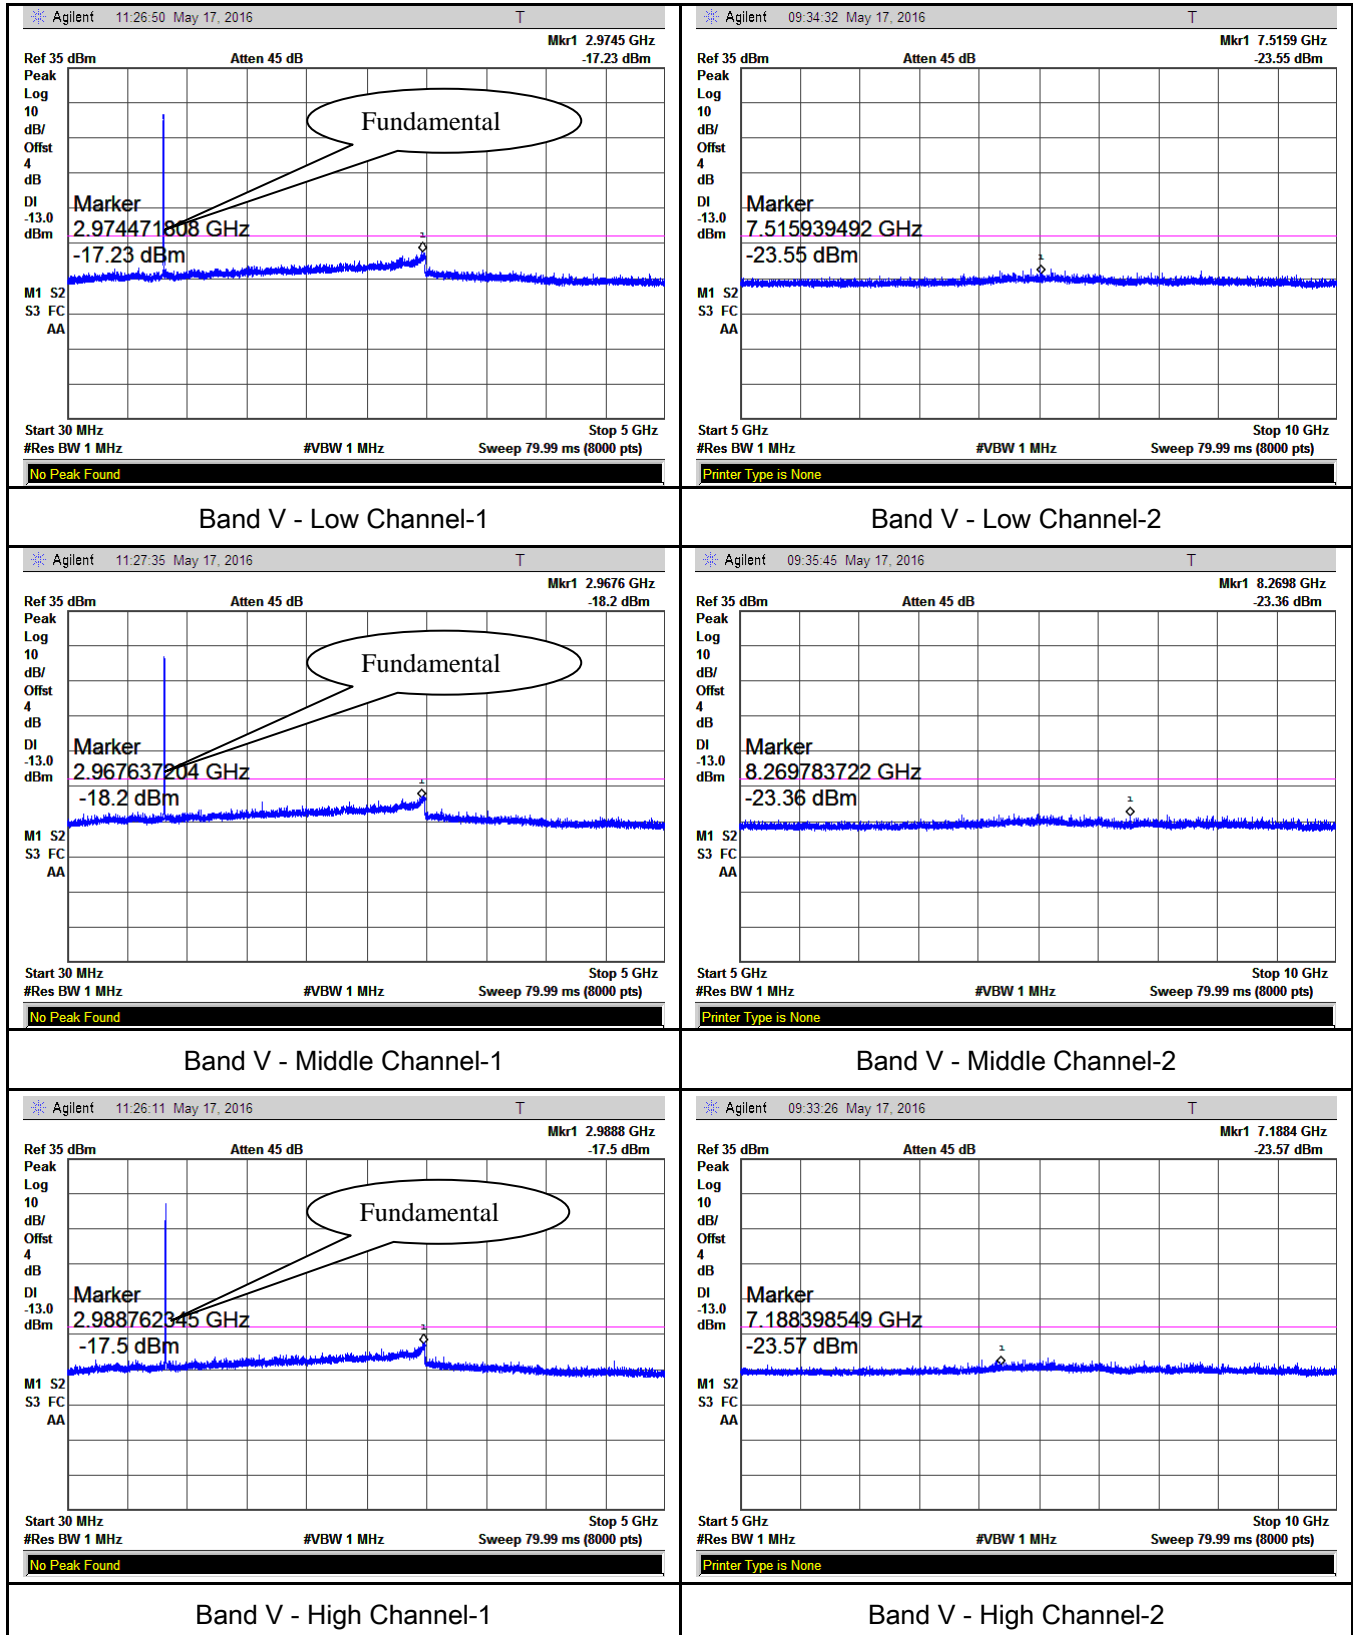 Agilent 11:26:50 May 17, 2016 T
Mkr1 2.9745 GHz
Ref 35 dBm Atten 45 dB -17.23 dBm
Peak
Log
10
dB/
Offst
4
dB
DI
-13.0
dBm
Fundamental
Marker
2.974471808 GHz
-17.23 dBm
1
M1 S2
S3 FC
AA
Start 30 MHz Stop 5 GHz
#Res BW 1 MHz #VBW 1 MHz Sweep 79.99 ms (8000 pts)
No Peak Found
Band V - Low Channel-1
Agilent 09:34:32 May 17, 2016 T
Mkr1 7.5159 GHz
Ref 35 dBm Atten 45 dB -23.55 dBm
Peak
Log
10
dB/
Offst
4
dB
DI
-13.0
dBm
Marker
7.515939492 GHz
-23.55 dBm
1
M1 S2
S3 FC
AA
Start 5 GHz Stop 10 GHz
#Res BW 1 MHz #VBW 1 MHz Sweep 79.99 ms (8000 pts)
Printer Type is None
Band V - Low Channel-2
Agilent 11:27:35 May 17, 2016 T
Mkr1 2.9676 GHz
Ref 35 dBm Atten 45 dB -18.2 dBm
Peak
Log
10
dB/
Offst
4
dB
DI
-13.0
dBm
Fundamental
Marker
2.967637204 GHz
-18.2 dBm
1
M1 S2
S3 FC
AA
Start 30 MHz Stop 5 GHz
#Res BW 1 MHz #VBW 1 MHz Sweep 79.99 ms (8000 pts)
No Peak Found
Band V - Middle Channel-1
Agilent 09:35:45 May 17, 2016 T
Mkr1 8.2698 GHz
Ref 35 dBm Atten 45 dB -23.36 dBm
Peak
Log
10
dB/
Offst
4
dB
DI
-13.0
dBm
Marker
8.269783722 GHz
-23.36 dBm
1
M1 S2
S3 FC
AA
Start 5 GHz Stop 10 GHz
#Res BW 1 MHz #VBW 1 MHz Sweep 79.99 ms (8000 pts)
Printer Type is None
Band V - Middle Channel-2
Agilent 11:26:11 May 17, 2016 T
Mkr1 2.9888 GHz
Ref 35 dBm Atten 45 dB -17.5 dBm
Peak
Log
10
dB/
Offst
4
dB
DI
-13.0
dBm
Fundamental
Marker
2.988762345 GHz
-17.5 dBm
1
M1 S2
S3 FC
AA
Start 30 MHz Stop 5 GHz
#Res BW 1 MHz #VBW 1 MHz Sweep 79.99 ms (8000 pts)
No Peak Found
Band V - High Channel-1
Agilent 09:33:26 May 17, 2016 T
Mkr1 7.1884 GHz
Ref 35 dBm Atten 45 dB -23.57 dBm
Peak
Log
10
dB/
Offst
4
dB
DI
-13.0
dBm
Marker
7.188398549 GHz
-23.57 dBm
1
M1 S2
S3 FC
AA
Start 5 GHz Stop 10 GHz
#Res BW 1 MHz #VBW 1 MHz Sweep 79.99 ms (8000 pts)
Printer Type is None
Band V - High Channel-2